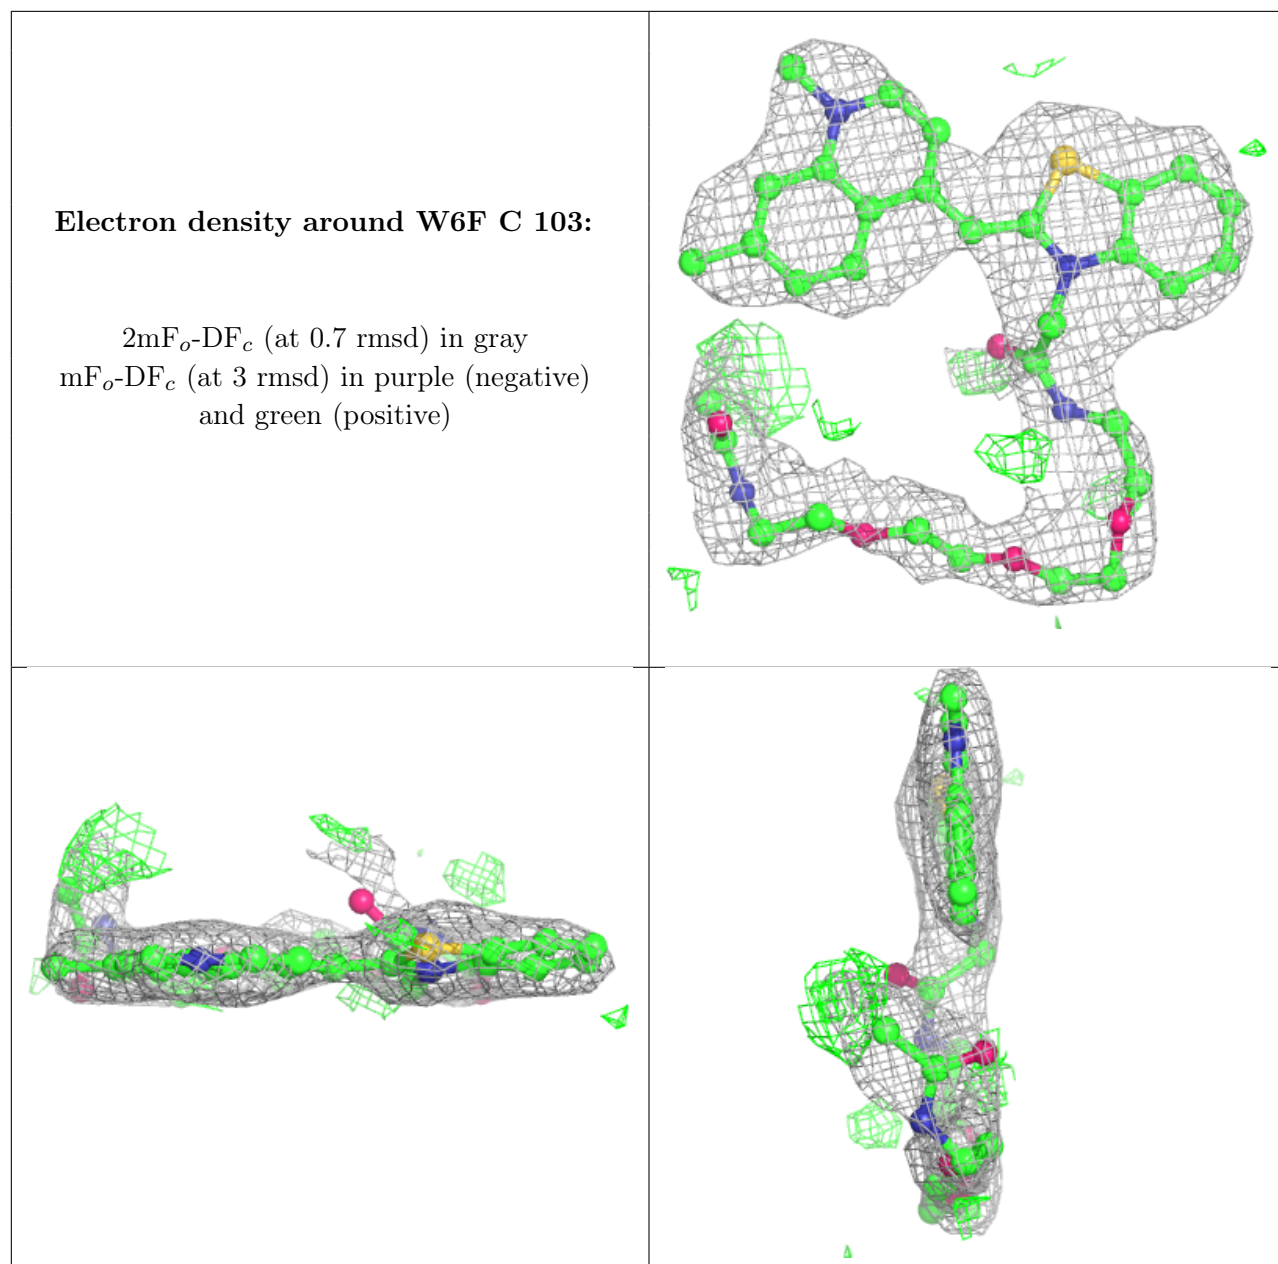 Electron density around W6F C 103:
2mFₒ-DF𝑐 (at 0.7 rmsd) in gray
mFₒ-DF𝑐 (at 3 rmsd) in purple (negative)
and green (positive)